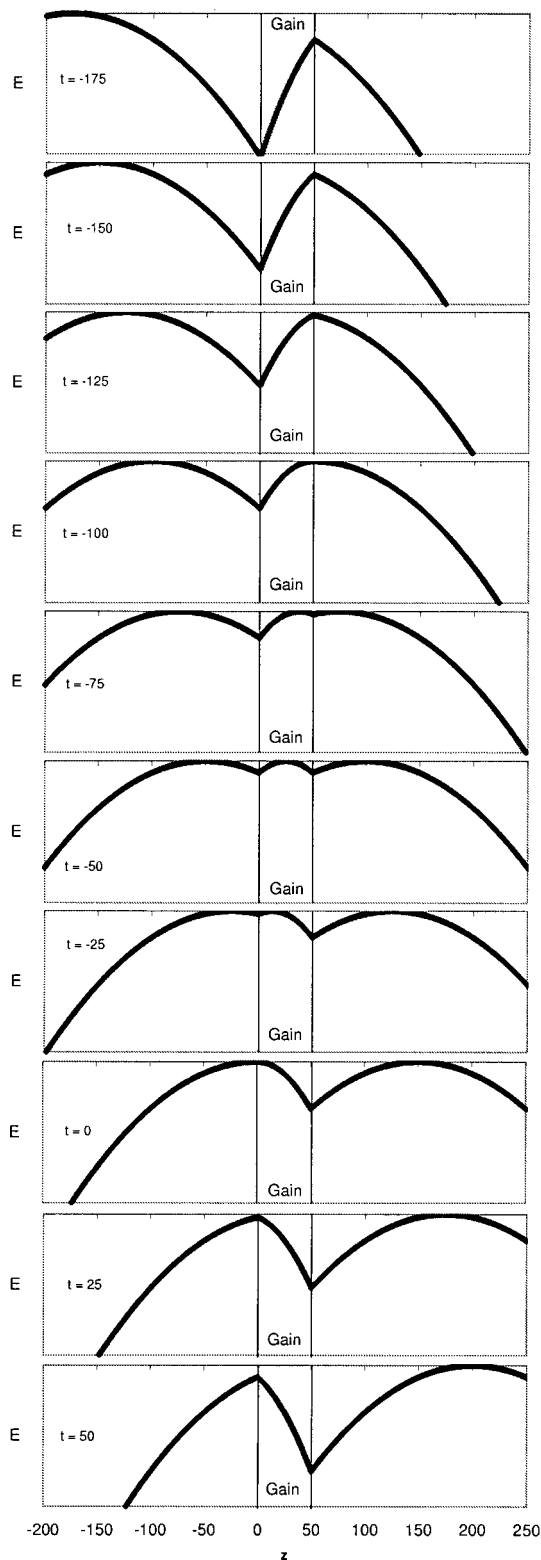 Gain
E
t = -175
E
t = -150
Gain
E
t = -125
Gain
E
t = -100
Gain
E
t = -75
Gain
E
t = -50
Gain
E
t = -25
Gain
E
t = 0
Gain
E
t = 25
Gain
E
t = 50
Gain
-200 -150 -100 -50 0 50 100 150 200 250
z